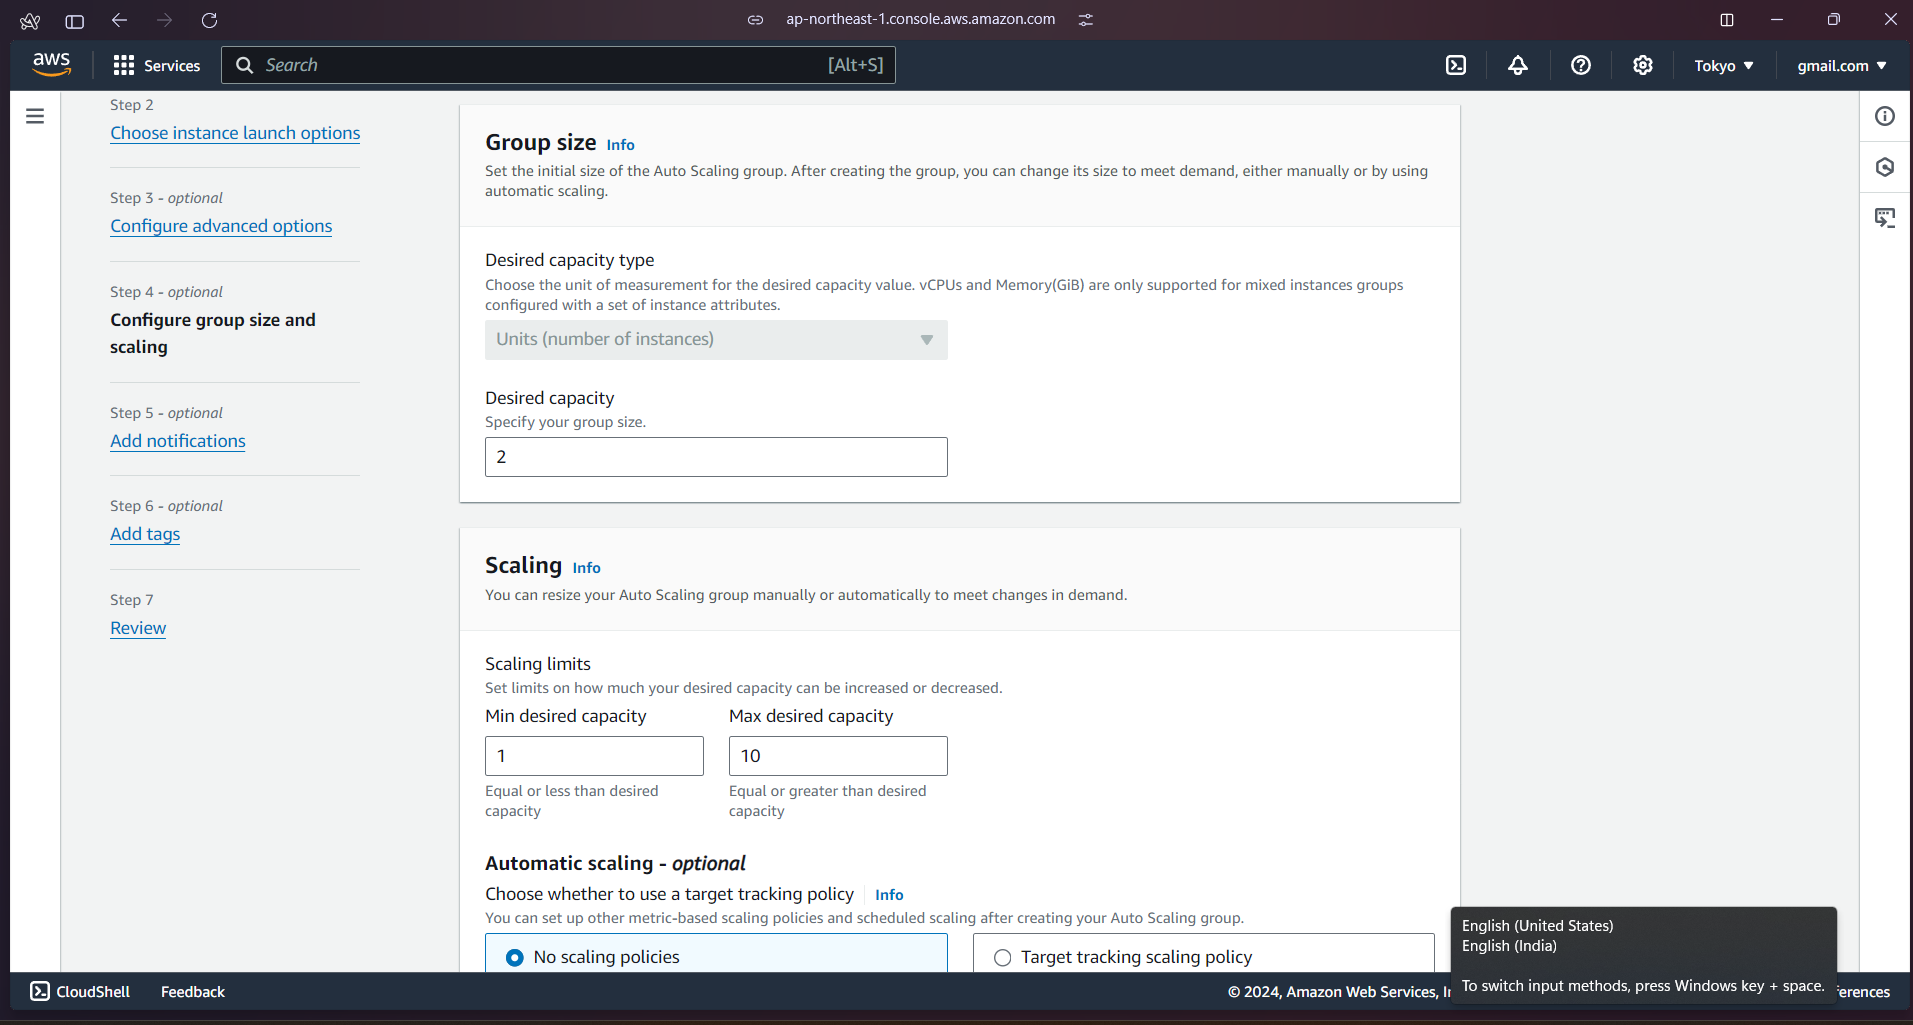 ap-northeast-1.console.aws.amazon.com
aws
Services
Search
[Alt+S]
Tokyo
gmail.com
Step 2
Choose instance launch options
Step 3 - optional
Configure advanced options
Step 4 - optional
Configure group size and
scaling
Step 5 - optional
Add notifications
Step 6 - optional
Add tags
Step 7
Review
Group size Info
Set the initial size of the Auto Scaling group. After creating the group, you can change its size to meet demand, either manually or by using
automatic scaling.
Desired capacity type
Choose the unit of measurement for the desired capacity value. vCPUs and Memory(GiB) are only supported for mixed instances groups
configured with a set of instance attributes.
Units (number of instances)
Desired capacity
Specify your group size.
2
Scaling Info
You can resize your Auto Scaling group manually or automatically to meet changes in demand.
Scaling limits
Set limits on how much your desired capacity can be increased or decreased.
Min desired capacity
1
Equal or less than desired
capacity
Max desired capacity
10
Equal or greater than desired
capacity
Automatic scaling - optional
Choose whether to use a target tracking policy Info
You can set up other metric-based scaling policies and scheduled scaling after creating your Auto Scaling group.
No scaling policies
Target tracking scaling policy
English (United States)
English (India)
To switch input methods, press Windows key + space.
CloudShell
Feedback
© 2024, Amazon Web Services, I
ferences